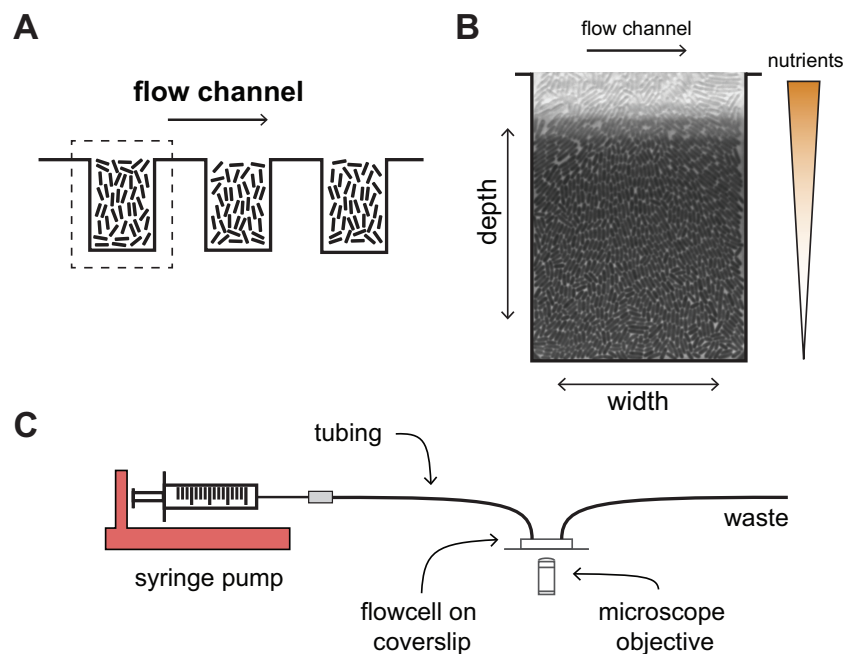 A
flow channel
B
flow channel
nutrients
depth
width
C
tubing
waste
syringe pump
flowcell on
coverslip
microscope
objective